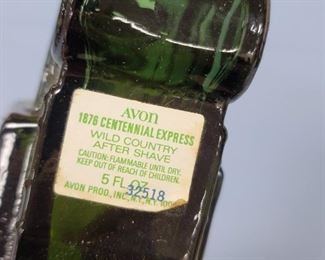 AVON
1876 CENTENNIAL EXPRESS
WILD COUNTRY
AFTER SHAVE
CAUTION: FLAMMABLE UNTIL DRY.
KEEP OUT OF REACH OF CHILDREN.
5 FL. OZ.
32518
AVON PROD., INC., N.Y., N.Y.